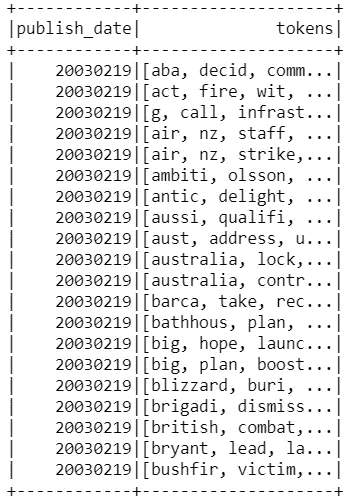 +------------+--------------------+
|publish_date|              tokens|
+------------+--------------------+
|    20030219|[aba, decid, comm...|
|    20030219|[act, fire, wit, ...|
|    20030219|[g, call, infrast...|
|    20030219|[air, nz, staff, ...|
|    20030219|[air, nz, strike,...|
|    20030219|[ambiti, olsson, ...|
|    20030219|[antic, delight, ...|
|    20030219|[aussi, qualifi, ...|
|    20030219|[aust, address, u...|
|    20030219|[australia, lock,...|
|    20030219|[australia, contr...|
|    20030219|[barca, take, rec...|
|    20030219|[bathhous, plan, ...|
|    20030219|[big, hope, launc...|
|    20030219|[big, plan, boost...|
|    20030219|[blizzard, buri, ...|
|    20030219|[brigadi, dismiss...|
|    20030219|[british, combat,...|
|    20030219|[bryant, lead, la...|
|    20030219|[bushfir, victim,...|
+------------+--------------------+